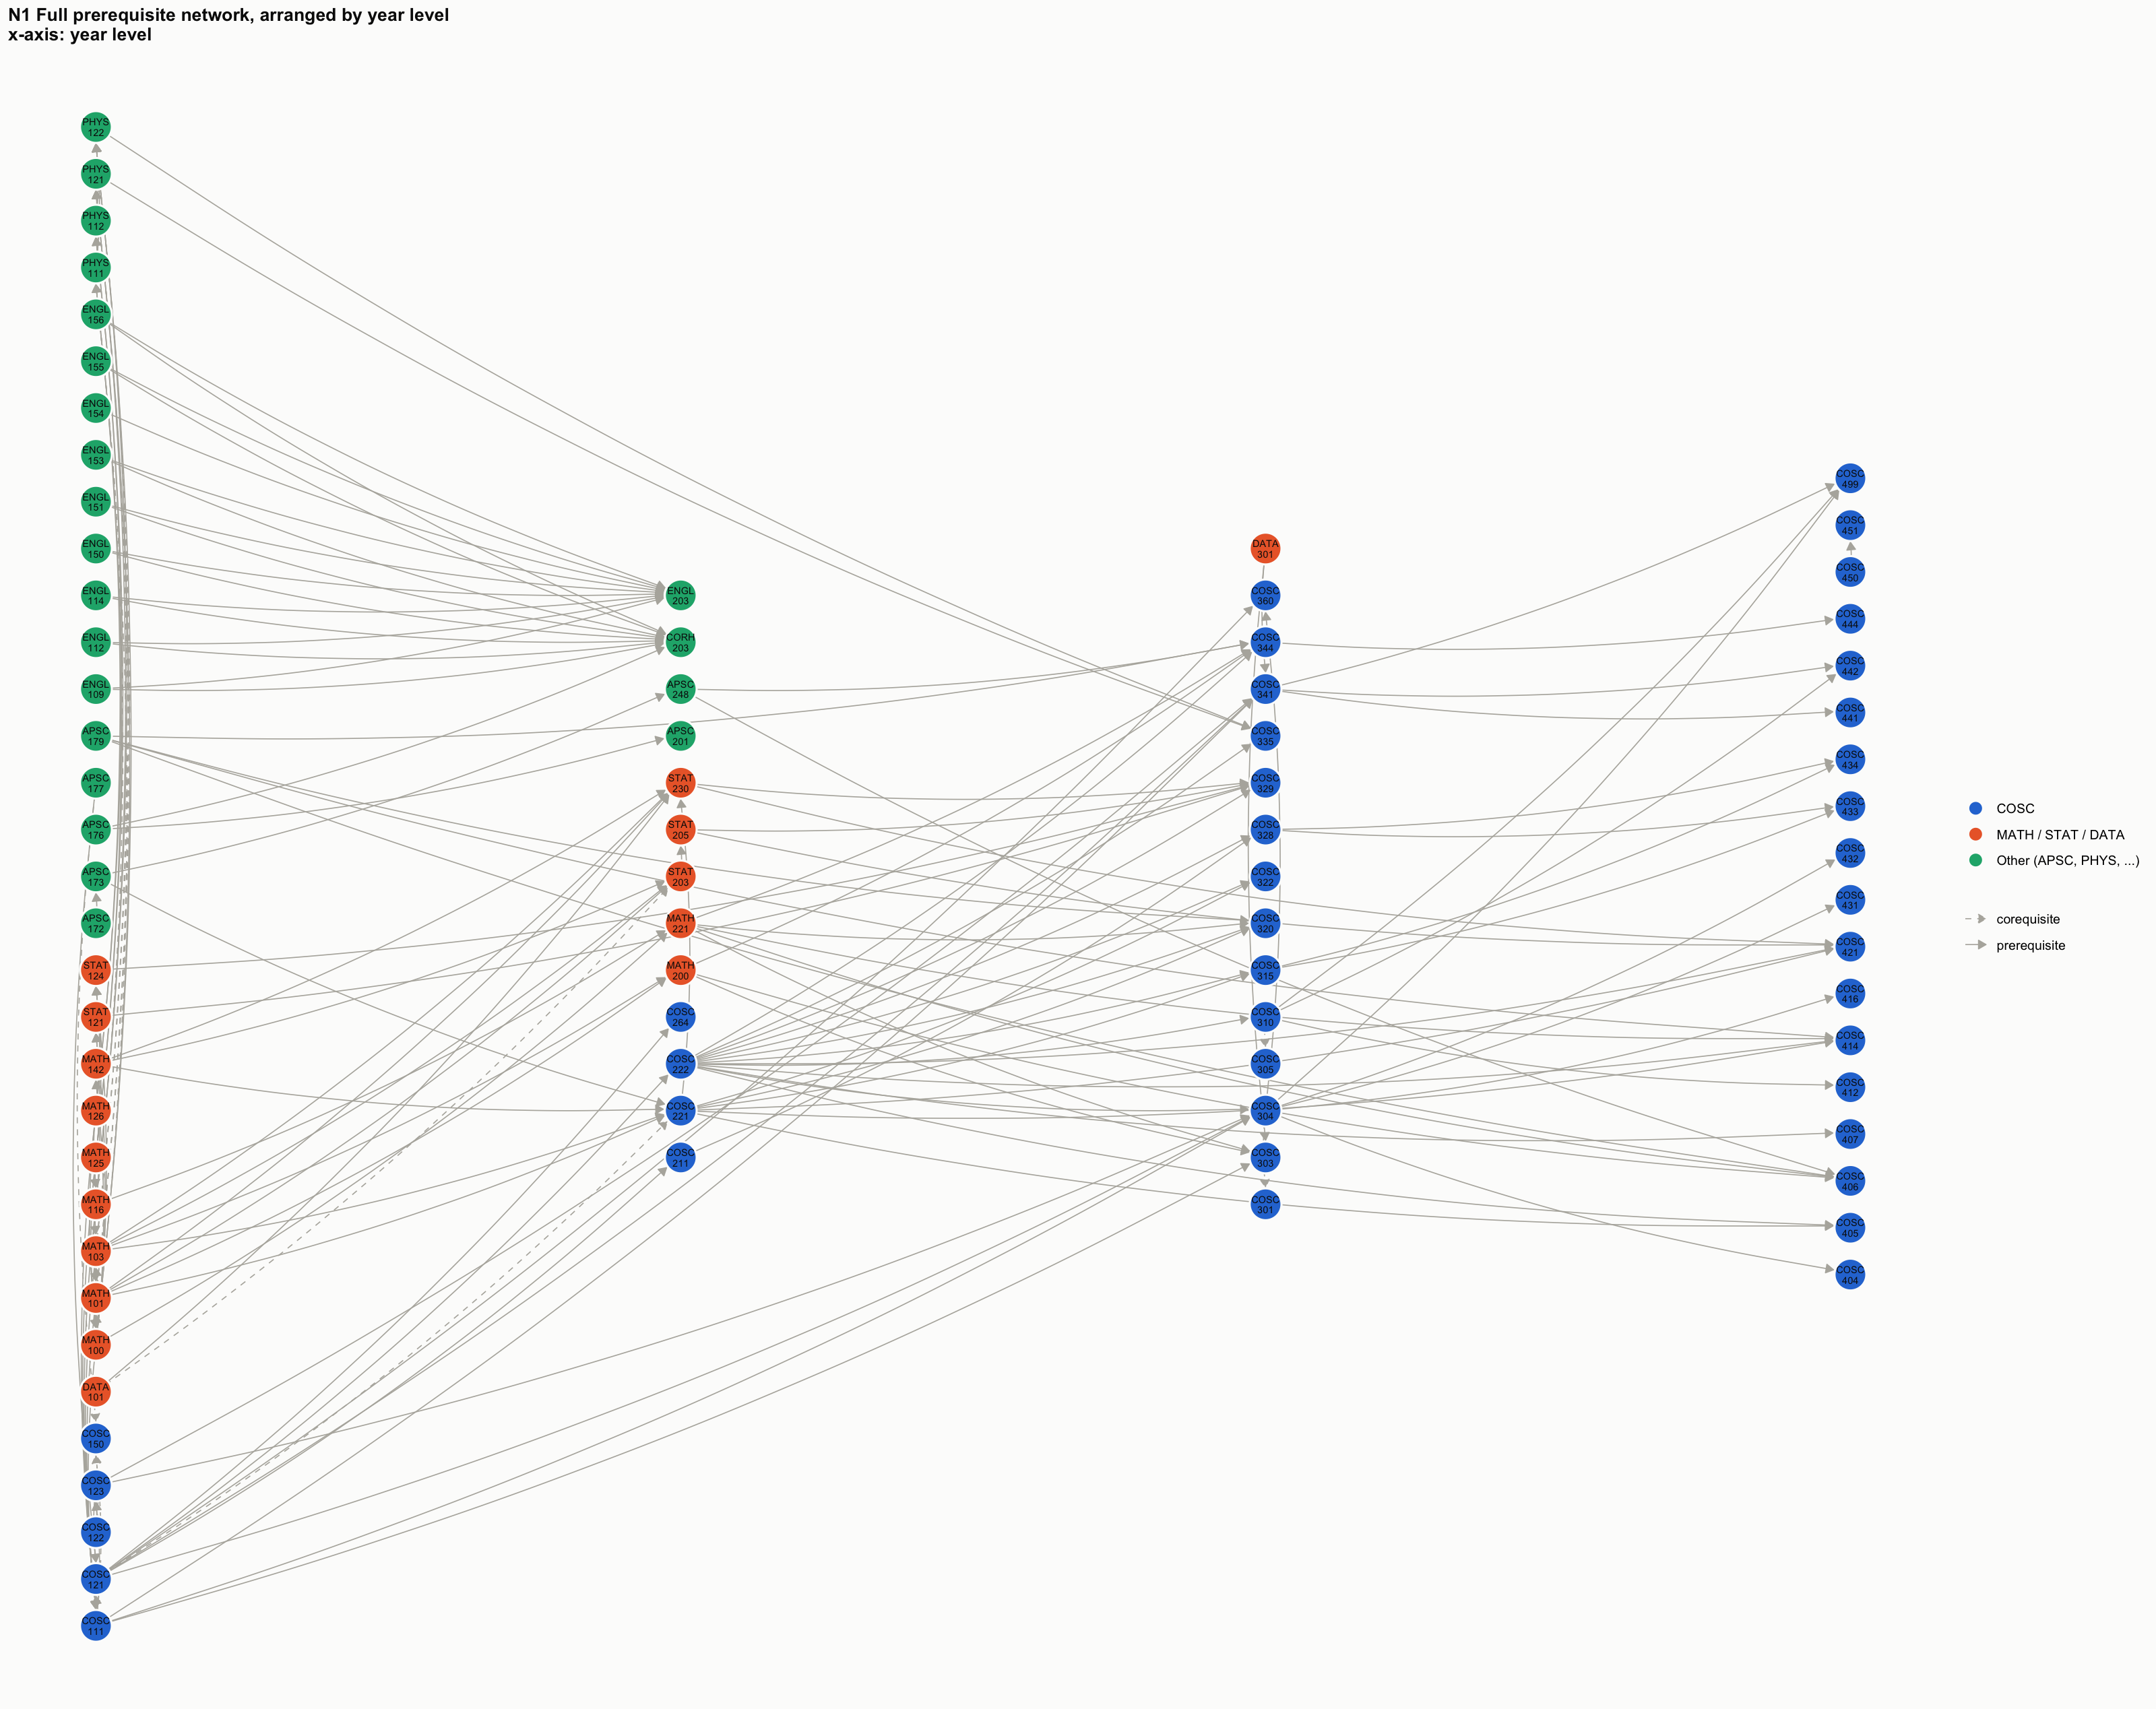 N1 Full prerequisite network, arranged by year level
x-axis: year level
PHYS
122
PHYS
121
PHYS
112
PHYS
111
ENGL
156
ENGL
155
ENGL
154
ENGL
153
ENGL
151
ENGL
150
ENGL
114
ENGL
112
ENGL
109
APSC
179
APSC
177
APSC
176
APSC
173
APSC
172
STAT
124
STAT
121
MATH
142
MATH
126
MATH
125
MATH
116
MATH
103
MATH
101
MATH
100
DATA
101
COSC
150
COSC
123
COSC
122
COSC
121
COSC
111
ENGL
203
CORH
203
APSC
248
APSC
201
STAT
230
STAT
205
STAT
203
MATH
221
MATH
200
COSC
264
COSC
222
COSC
221
COSC
211
DATA
301
COSC
360
COSC
344
COSC
341
COSC
335
COSC
329
COSC
328
COSC
322
COSC
320
COSC
315
COSC
310
COSC
305
COSC
304
COSC
303
COSC
301
COSC
499
COSC
451
COSC
450
COSC
444
COSC
442
COSC
441
COSC
434
COSC
433
COSC
432
COSC
431
COSC
421
COSC
416
COSC
414
COSC
412
COSC
407
COSC
406
COSC
405
COSC
404
COSC
MATH / STAT / DATA
Other (APSC, PHYS, ...)
corequisite
prerequisite